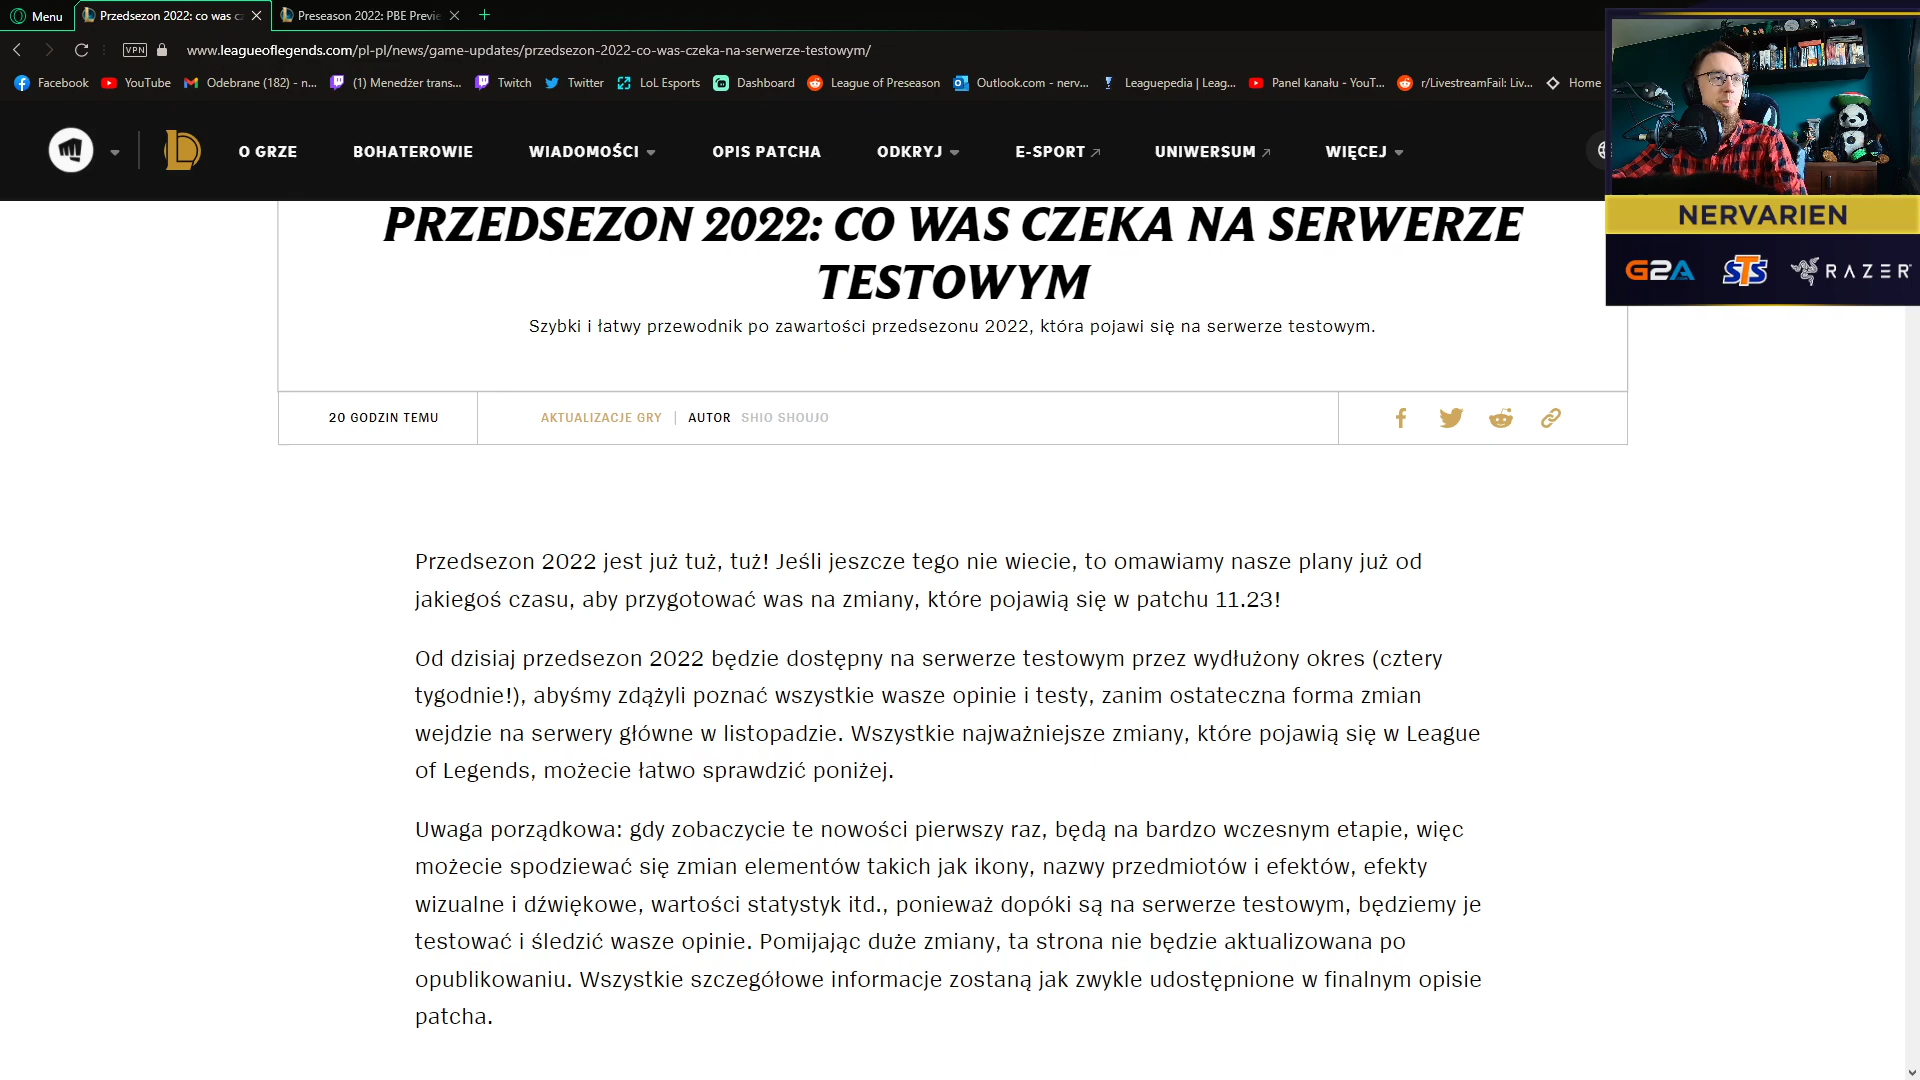 Menu
Przedsezon 2022: co was cz
Preseason 2022: PBE Previe
VPN
www.leagueoflegends.com/pl-pl/news/game-updates/przedsezon-2022-co-was-czeka-na-serwerze-testowym/
Facebook
YouTube
Odebrane (182) - n...
(1) Menedżer trans...
Twitch
Twitter
LoL Esports
Dashboard
League of Preseason
Outlook.com - nerv...
Leaguepedia | Leag...
Panel kanału - YouT...
r/LivestreamFail: Liv...
Home
O GRZE
BOHATEROWIE
WIADOMOŚCI
OPIS PATCHA
ODKRYJ
E-SPORT
UNIWERSUM
WIĘCEJ
NERVARIEN
G2A
STS
RAZER
PRZEDSEZON 2022: CO WAS CZEKA NA SERWERZE
TESTOWYM
Szybki i łatwy przewodnik po zawartości przedsezonu 2022, która pojawi się na serwerze testowym.
20 GODZIN TEMU
AKTUALIZACJE GRY | AUTOR SHIO SHOUJO
Przedsezon 2022 jest już tuż, tuż! Jeśli jeszcze tego nie wiecie, to omawiamy nasze plany już od
jakiegoś czasu, aby przygotować was na zmiany, które pojawią się w patchu 11.23!
Od dzisiaj przedsezon 2022 będzie dostępny na serwerze testowym przez wydłużony okres (cztery
tygodnie!), abyśmy zdążyli poznać wszystkie wasze opinie i testy, zanim ostateczna forma zmian
wejdzie na serwery główne w listopadzie. Wszystkie najważniejsze zmiany, które pojawią się w League
of Legends, możecie łatwo sprawdzić poniżej.
Uwaga porządkowa: gdy zobaczycie te nowości pierwszy raz, będą na bardzo wczesnym etapie, więc
możecie spodziewać się zmian elementów takich jak ikony, nazwy przedmiotów i efektów, efekty
wizualne i dźwiękowe, wartości statystyk itd., ponieważ dopóki są na serwerze testowym, będziemy je
testować i śledzić wasze opinie. Pomijając duże zmiany, ta strona nie będzie aktualizowana po
opublikowaniu. Wszystkie szczegółowe informacje zostaną jak zwykle udostępnione w finalnym opisie
patcha.